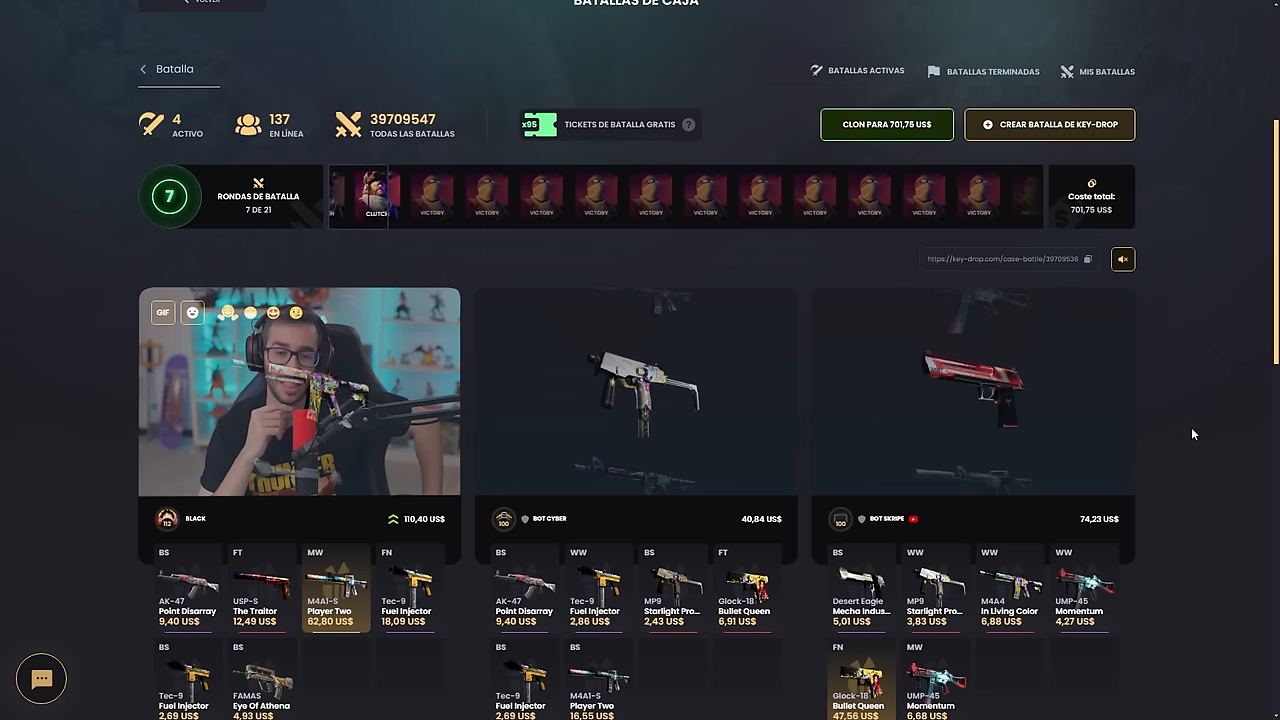 VOLVER
BATALLAS DE CAJA
Batalla
BATALLAS ACTIVAS
BATALLAS TERMINADAS
MIS BATALLAS
4
ACTIVO
137
EN LÍNEA
39709547
TODAS LAS BATALLAS
x95
TICKETS DE BATALLA GRATIS
?
CLON PARA 701,75 US$
CREAR BATALLA DE KEY-DROP
7
RONDAS DE BATALLA
7 DE 21
CLUTCH
VICTORY
VICTORY
VICTORY
VICTORY
VICTORY
VICTORY
VICTORY
VICTORY
VICTORY
VICTORY
VICTORY
Coste total:
701,75 US$
https://key-drop.com/case-battle/39709536
GIF
112
BLACK
110,40 US$
100
BOT CYBER
40,84 US$
100
BOT SKRIPE
74,23 US$
BS
AK-47
Point Disarray
9,40 US$
FT
USP-S
The Traitor
12,49 US$
MW
M4A1-S
Player Two
62,80 US$
FN
Tec-9
Fuel Injector
18,09 US$
BS
AK-47
Point Disarray
9,40 US$
WW
Tec-9
Fuel Injector
2,86 US$
BS
MP9
Starlight Pro...
2,43 US$
FT
Glock-18
Bullet Queen
6,91 US$
BS
Desert Eagle
Mecha Indus...
5,01 US$
WW
MP9
Starlight Pro...
3,83 US$
WW
M4A4
In Living Color
6,88 US$
WW
UMP-45
Momentum
4,27 US$
BS
Tec-9
Fuel Injector
2,69 US$
BS
FAMAS
Eye Of Athena
4,93 US$
BS
Tec-9
Fuel Injector
2,69 US$
BS
M4A1-S
Player Two
16,55 US$
FN
Glock-18
Bullet Queen
47,56 US$
MW
UMP-45
Momentum
6,68 US$